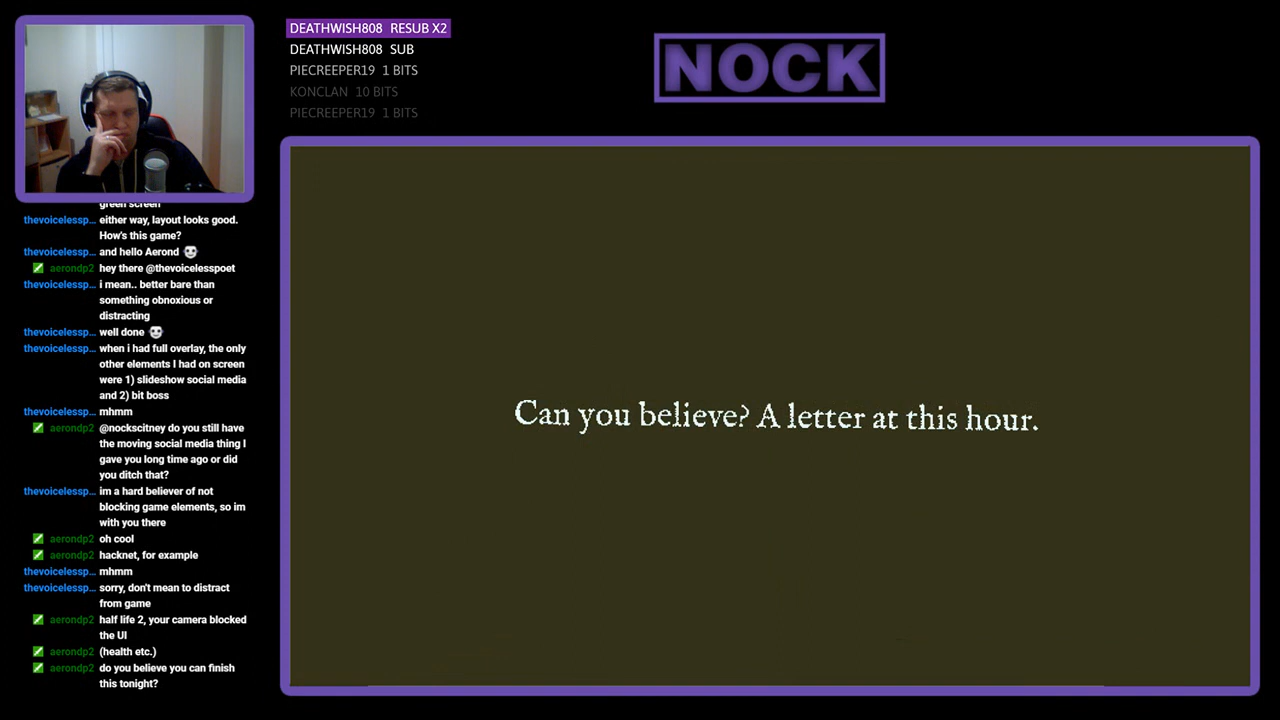 DEATHWISH808 RESUB X2
DEATHWISH808 SUB
PIECREEPER19 1 BITS
KONCLAN 10 BITS
PIECREEPER19 1 BITS
NOCK
green screen
thevoicelessp... either way, layout looks good.
How's this game?
thevoicelessp... and hello Aerond
aerondp2 hey there @thevoicelesspoet
thevoicelessp... i mean.. better bare than
something obnoxious or
distracting
thevoicelessp... well done
thevoicelessp... when i had full overlay, the only
other elements I had on screen
were 1) slideshow social media
and 2) bit boss
thevoicelessp... mhmm
aerondp2 @nockscitney do you still have
the moving social media thing I
gave you long time ago or did
you ditch that?
thevoicelessp... im a hard believer of not
blocking game elements, so im
with you there
aerondp2 oh cool
aerondp2 hacknet, for example
thevoicelessp... mhmm
thevoicelessp... sorry, don't mean to distract
from game
aerondp2 half life 2, your camera blocked
the UI
aerondp2 (health etc.)
aerondp2 do you believe you can finish
this tonight?
Can you believe? A letter at this hour.